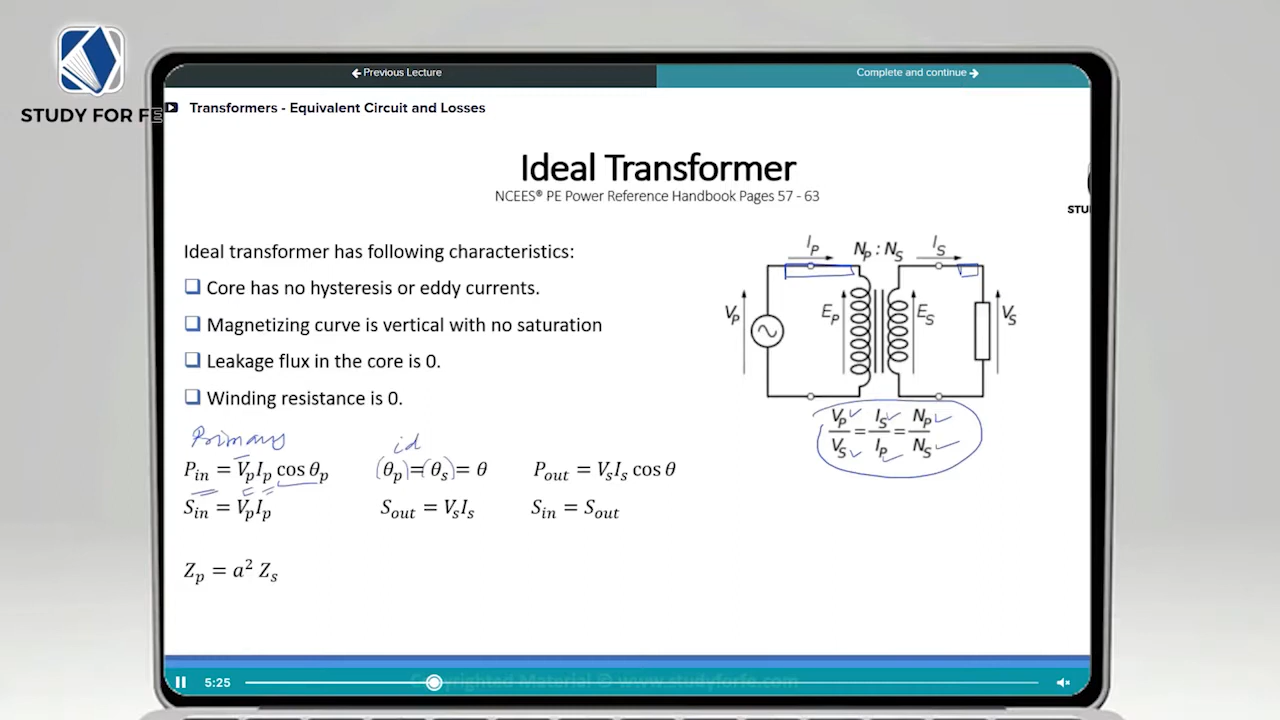 Previous Lecture
Complete and continue
STUDY FOR FE
Transformers - Equivalent Circuit and Losses
Ideal Transformer
NCEES® PE Power Reference Handbook Pages 57 - 63
STU
Ideal transformer has following characteristics:
Core has no hysteresis or eddy currents.
Magnetizing curve is vertical with no saturation
Leakage flux in the core is 0.
Winding resistance is 0.
I_P N_P : N_S I_S
V_P E_P E_S V_S
V_P/V_S = I_S/I_P = N_P/N_S
Primary
id
P_in = V_p I_p cos θ_p
(θ_p)=(θ_s)= θ
P_out = V_s I_s cos θ
S_in = V_p I_p
S_out = V_s I_s
S_in = S_out
Z_p = a² Z_s
5:25
Copyrighted Material © www.studyforfe.com